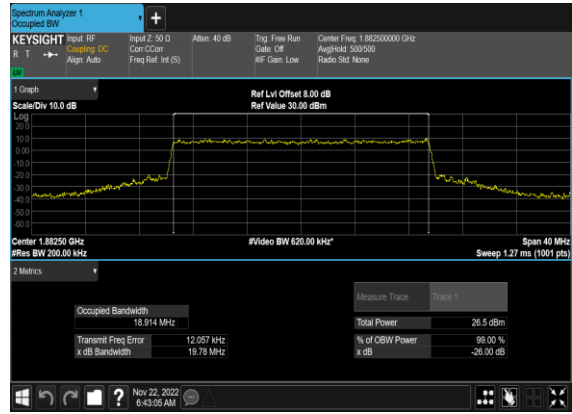 Spectrum Analyzer 1
Occupied BW
+
KEYSIGHT Input: RF Input Z: 50 Ω Atten: 40 dB Trig: Free Run Center Freq: 1.882500000 GHz
R T Coupling: DC Corr CCorr Gate: Off Avg|Hold: 500/500
Align: Auto Freq Ref: Int (S) #IF Gain: Low Radio Std: None
1 Graph
Ref Lvl Offset 8.00 dB
Scale/Div 10.0 dB Ref Value 30.00 dBm
Log
20.0
10.0
0.00
-10.0
-20.0
-30.0
-40.0
-50.0
-60.0
Center 1.88250 GHz #Video BW 620.00 kHz* Span 40 MHz
#Res BW 200.00 kHz Sweep 1.27 ms (1001 pts)
2 Metrics
Measure Trace Trace 1
Occupied Bandwidth
18.914 MHz Total Power 26.5 dBm
Transmit Freq Error 12.057 kHz % of OBW Power 99.00 %
x dB Bandwidth 19.78 MHz x dB -26.00 dB
? Nov 22, 2022
6:43:05 AM